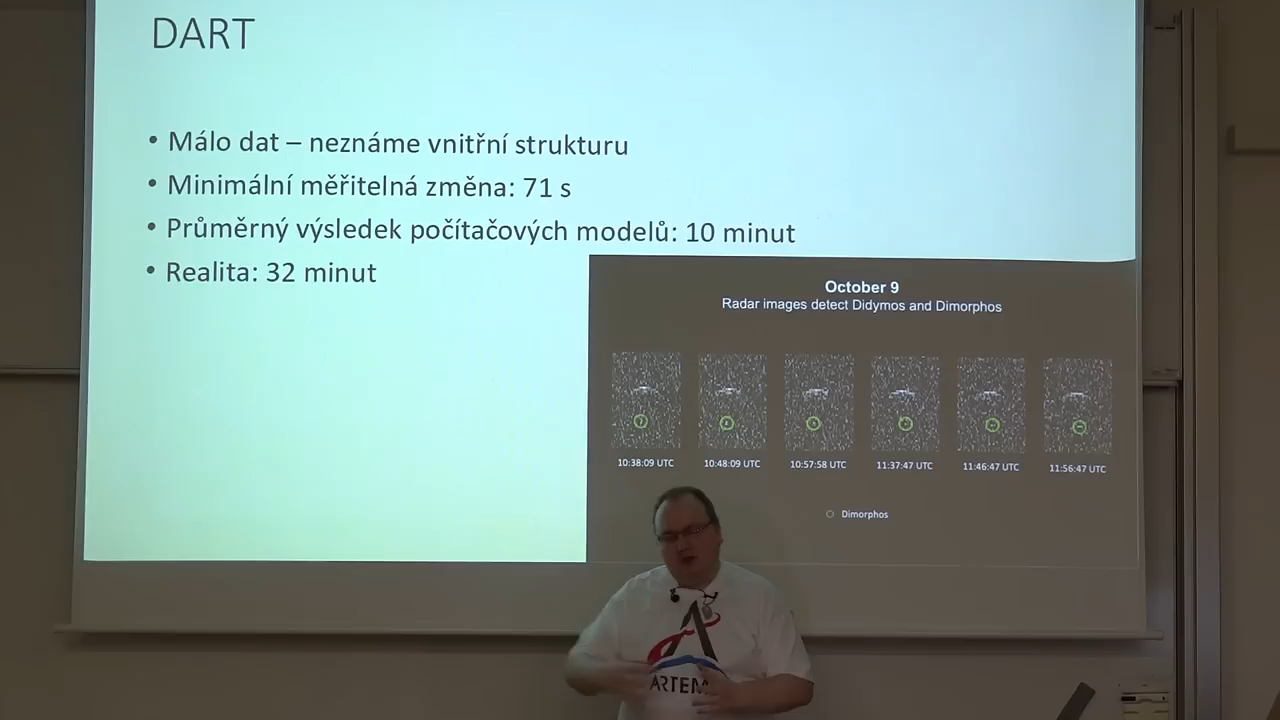 DART
• Málo dat – neznáme vnitřní strukturu
• Minimální měřitelná změna: 71 s
• Průměrný výsledek počítačových modelů: 10 minut
• Realita: 32 minut
October 9
Radar images detect Didymos and Dimorphos
10:38:09 UTC
10:48:09 UTC
10:57:58 UTC
11:37:47 UTC
11:46:47 UTC
11:56:47 UTC
Dimorphos
ARTEM